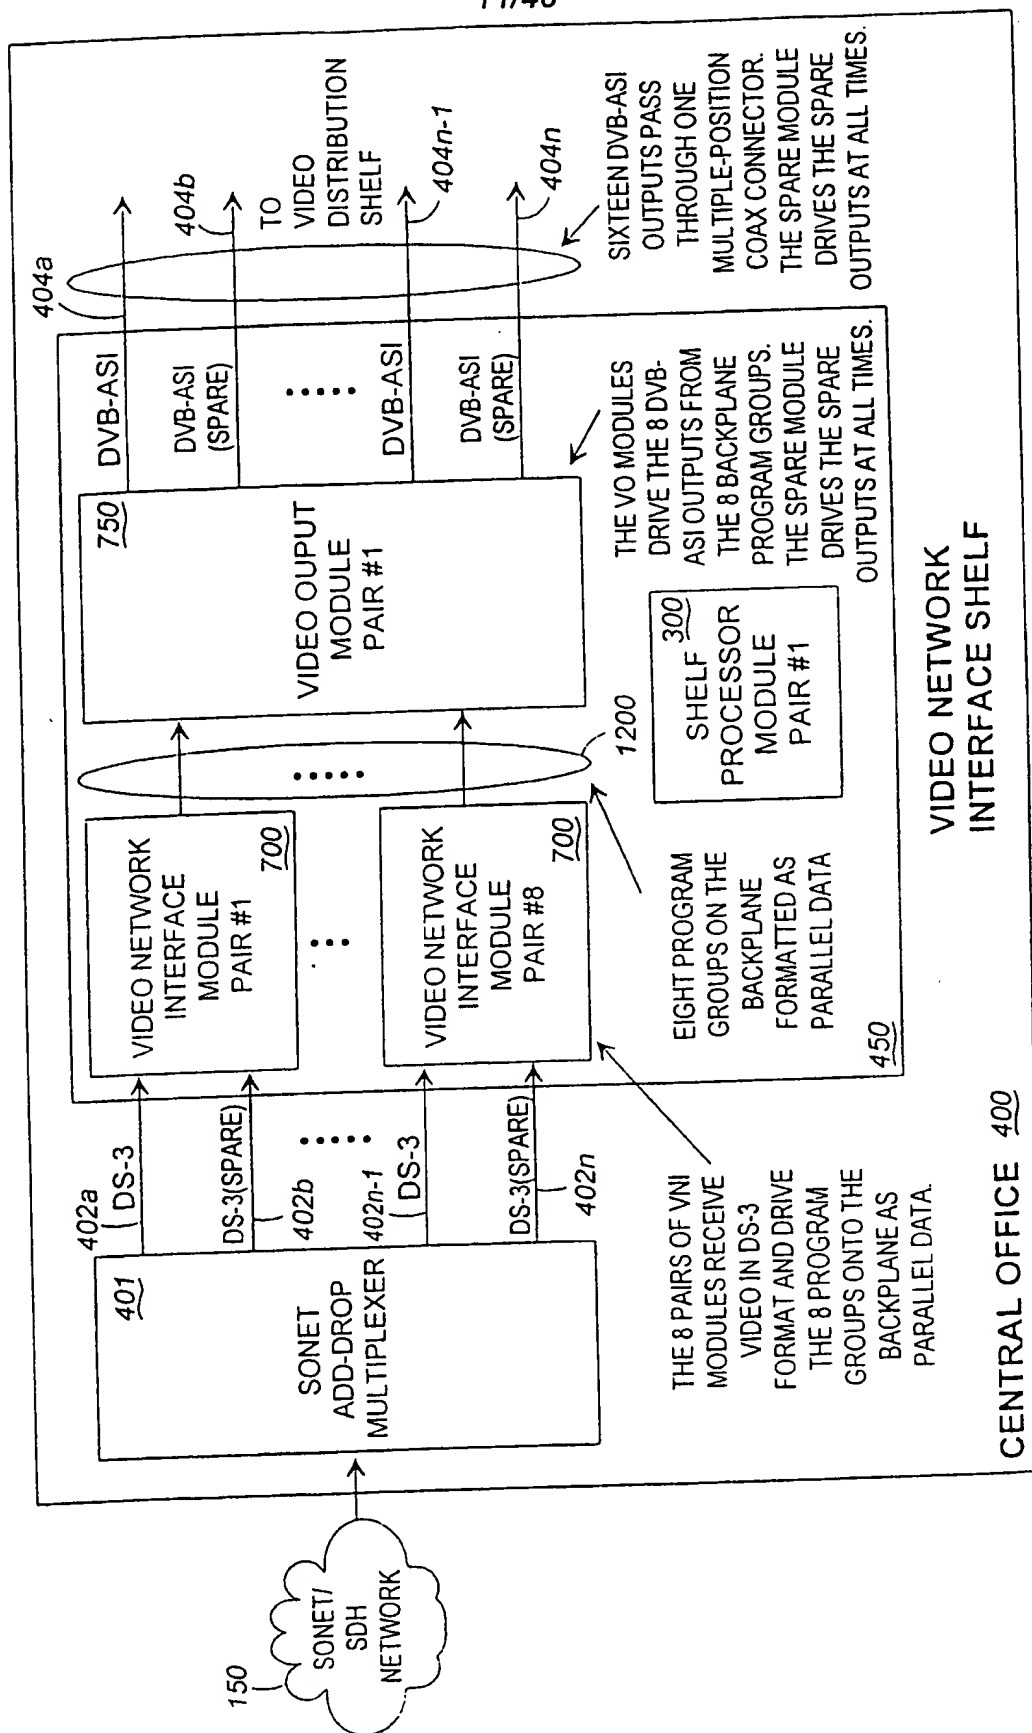 150
SONET/
SDH
NETWORK
401
SONET
ADD-DROP
MULTIPLEXER
402a
DS-3
DS-3(SPARE)
402b
402n-1
DS-3
DS-3(SPARE)
402n
VIDEO NETWORK
INTERFACE
MODULE
PAIR #1
700
VIDEO NETWORK
INTERFACE
MODULE
PAIR #8
700
1200
750
VIDEO OUPUT
MODULE
PAIR #1
300
SHELF
PROCESSOR
MODULE
PAIR #1
DVB-ASI
DVB-ASI
(SPARE)
DVB-ASI
DVB-ASI
(SPARE)
404a
404b
TO
VIDEO
DISTRIBUTION
SHELF
404n-1
404n
THE 8 PAIRS OF VNI
MODULES RECEIVE
VIDEO IN DS-3
FORMAT AND DRIVE
THE 8 PROGRAM
GROUPS ONTO THE
BACKPLANE AS
PARALLEL DATA.
EIGHT PROGRAM
GROUPS ON THE
BACKPLANE
FORMATTED AS
PARALLEL DATA
THE VO MODULES
DRIVE THE 8 DVB-
ASI OUTPUTS FROM
THE 8 BACKPLANE
PROGRAM GROUPS.
THE SPARE MODULE
DRIVES THE SPARE
OUTPUTS AT ALL TIMES.
SIXTEEN DVB-ASI
OUTPUTS PASS
THROUGH ONE
MULTIPLE-POSITION
COAX CONNECTOR.
THE SPARE MODULE
DRIVES THE SPARE
OUTPUTS AT ALL TIMES.
450
VIDEO NETWORK
INTERFACE SHELF
CENTRAL OFFICE 400